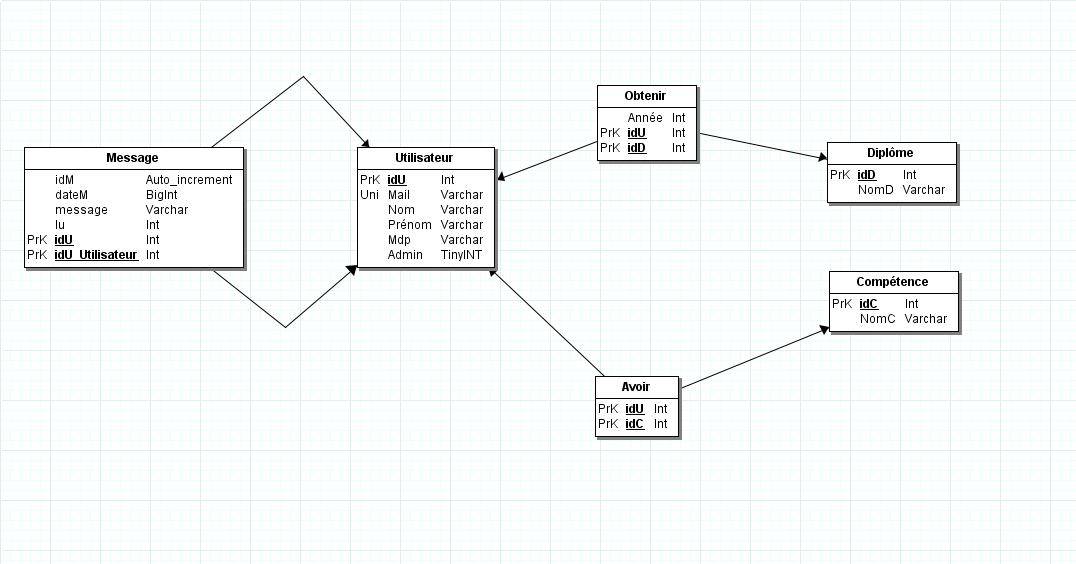 Message
idM Auto_increment
dateM BigInt
message Varchar
lu Int
PrK idU Int
PrK idU_Utilisateur Int
Utilisateur
PrK idU Int
Uni Mail Varchar
Nom Varchar
Prénom Varchar
Mdp Varchar
Admin TinyINT
Obtenir
Année Int
PrK idU Int
PrK idD Int
Diplôme
PrK idD Int
NomD Varchar
Compétence
PrK idC Int
NomC Varchar
Avoir
PrK idU Int
PrK idC Int